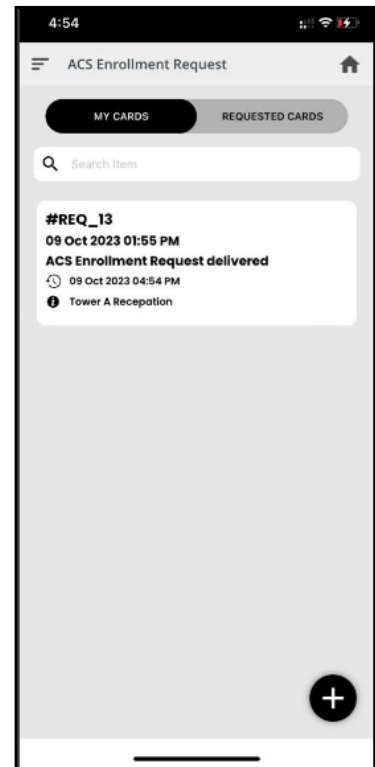 4:54
ACS Enrollment Request
MY CARDS
REQUESTED CARDS
Search Item
#REQ_13
09 Oct 2023 01:55 PM
ACS Enrollment Request delivered
09 Oct 2023 04:54 PM
Tower A Recepation